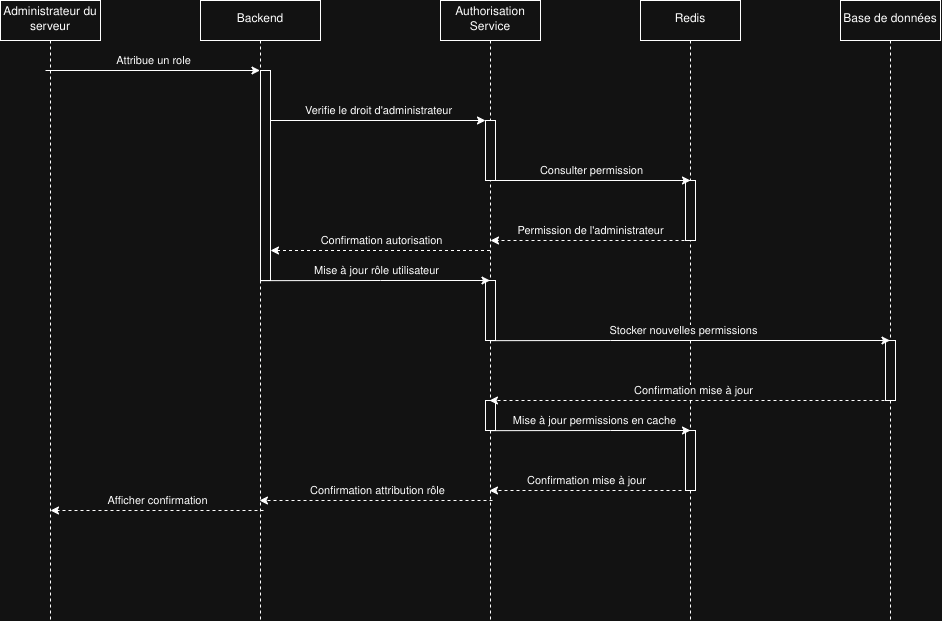 Administrateur du
serveur
Backend
Authorisation
Service
Redis
Base de données
Attribue un role
Verifie le droit d'administrateur
Consulter permission
Permission de l'administrateur
Confirmation autorisation
Mise à jour rôle utilisateur
Stocker nouvelles permissions
Confirmation mise à jour
Mise à jour permissions en cache
Confirmation mise à jour
Confirmation attribution rôle
Afficher confirmation